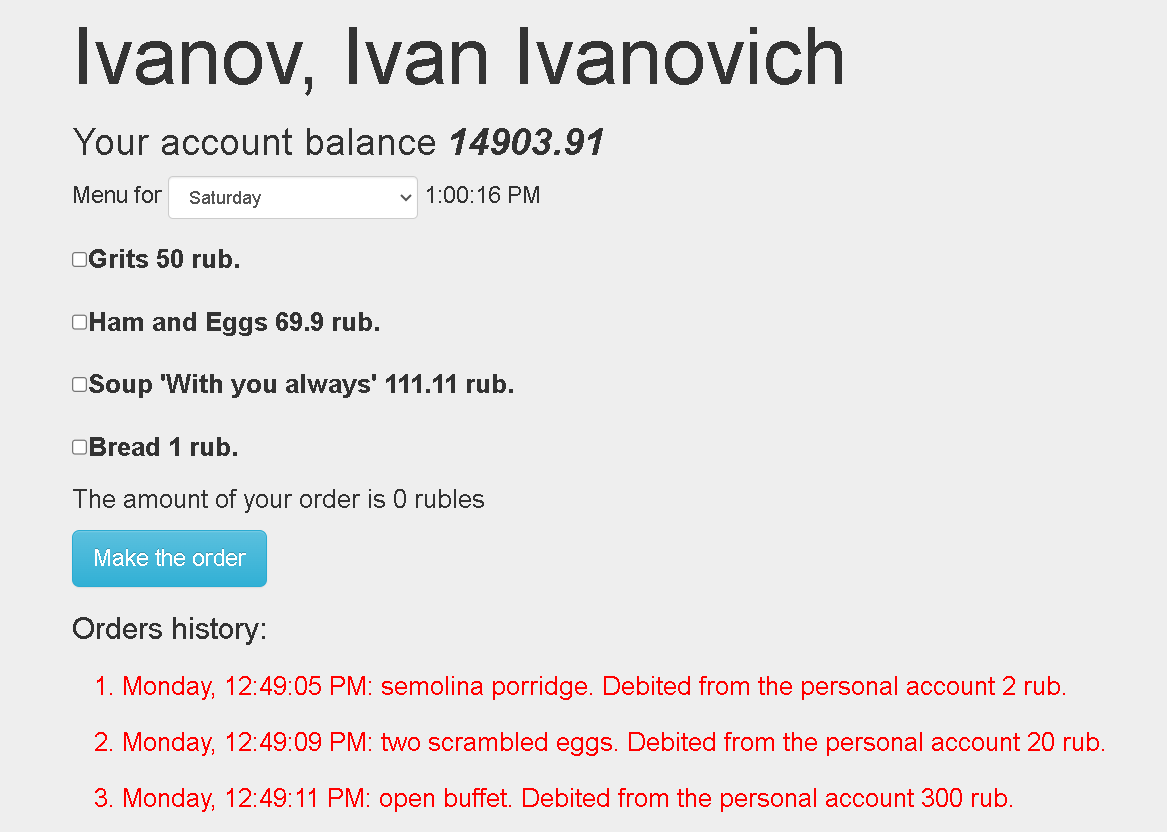 Ivanov, Ivan Ivanovich
Your account balance 14903.91
Menu for Saturday 1:00:16 PM
Grits 50 rub.
Ham and Eggs 69.9 rub.
Soup 'With you always' 111.11 rub.
Bread 1 rub.
The amount of your order is 0 rubles
Make the order
Orders history:
1. Monday, 12:49:05 PM: semolina porridge. Debited from the personal account 2 rub.
2. Monday, 12:49:09 PM: two scrambled eggs. Debited from the personal account 20 rub.
3. Monday, 12:49:11 PM: open buffet. Debited from the personal account 300 rub.